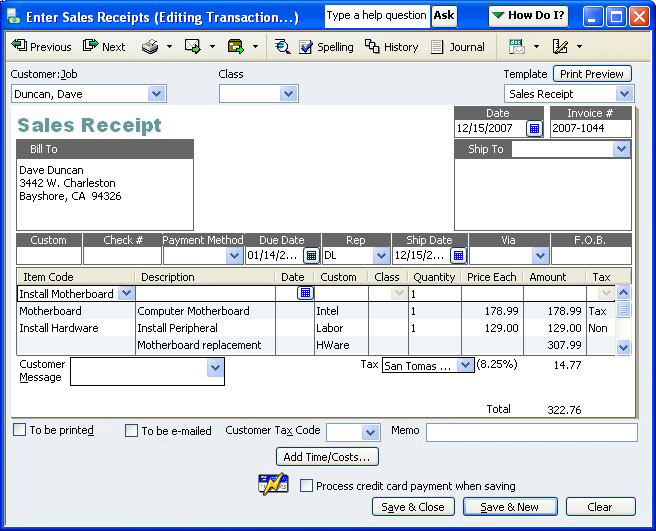 Enter Sales Receipts (Editing Transaction...) Type a help question Ask How Do I?
Previous Next Spelling History Journal
Customer:Job Class Template Print Preview
Duncan, Dave Sales Receipt
Sales Receipt Date Invoice #
12/15/2007 2007-1044
Bill To Ship To
Dave Duncan
3442 W. Charleston
Bayshore, CA 94326
Custom Check # Payment Method Due Date Rep Ship Date Via F.O.B.
01/14/2... DL 12/15/2...
Item Code Description Date Custom Class Quantity Price Each Amount Tax
Install Motherboard 1
Motherboard Computer Motherboard Intel 1 178.99 178.99 Tax
Install Hardware Install Peripheral Labor 1 129.00 129.00 Non
Motherboard replacement HWare 307.99
Customer Message Tax San Tomas ... (8.25%) 14.77
Total 322.76
To be printed To be e-mailed Customer Tax Code Memo
Add Time/Costs...
Process credit card payment when saving
Save & Close Save & New Clear